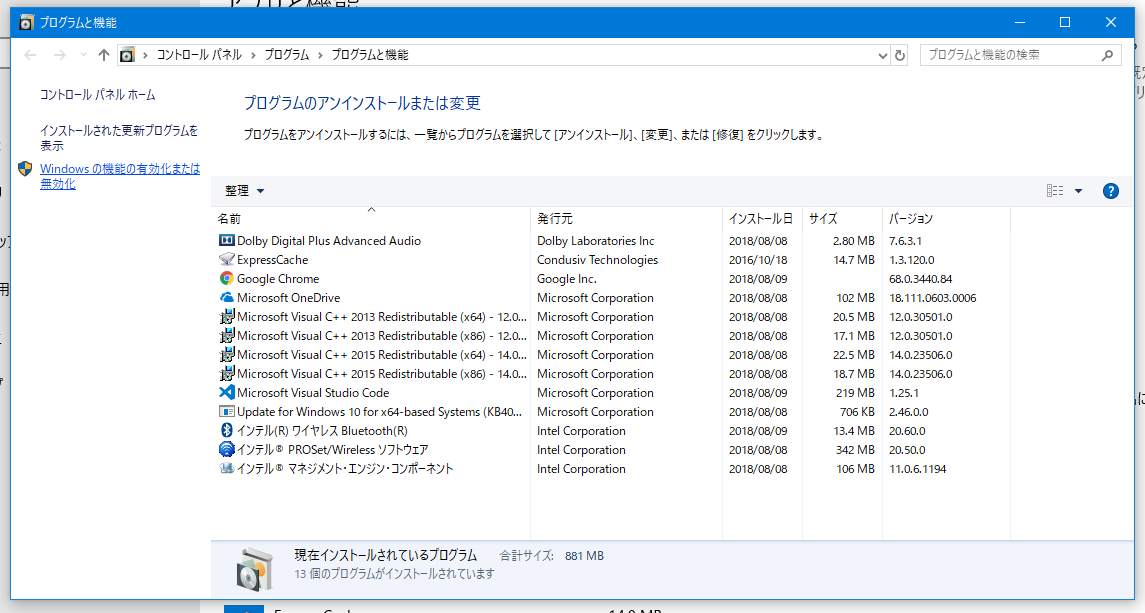 プログラムと機能
コントロール パネル › プログラム › プログラムと機能
プログラムと機能の検索
コントロール パネル ホーム
インストールされた更新プログラムを
表示
Windows の機能の有効化または
無効化
プログラムのアンインストールまたは変更
プログラムをアンインストールするには、一覧からプログラムを選択して [アンインストール]、[変更]、または [修復] をクリックします。
整理
名前 発行元 インストール日 サイズ バージョン
Dolby Digital Plus Advanced Audio Dolby Laboratories Inc 2018/08/08 2.80 MB 7.6.3.1
ExpressCache Condusiv Technologies 2016/10/18 14.7 MB 1.3.120.0
Google Chrome Google Inc. 2018/08/09 68.0.3440.84
Microsoft OneDrive Microsoft Corporation 2018/08/08 102 MB 18.111.0603.0006
Microsoft Visual C++ 2013 Redistributable (x64) - 12.0... Microsoft Corporation 2018/08/08 20.5 MB 12.0.30501.0
Microsoft Visual C++ 2013 Redistributable (x86) - 12.0... Microsoft Corporation 2018/08/08 17.1 MB 12.0.30501.0
Microsoft Visual C++ 2015 Redistributable (x64) - 14.0... Microsoft Corporation 2018/08/08 22.5 MB 14.0.23506.0
Microsoft Visual C++ 2015 Redistributable (x86) - 14.0... Microsoft Corporation 2018/08/08 18.7 MB 14.0.23506.0
Microsoft Visual Studio Code Microsoft Corporation 2018/08/09 219 MB 1.25.1
Update for Windows 10 for x64-based Systems (KB40... Microsoft Corporation 2018/08/08 706 KB 2.46.0.0
インテル(R) ワイヤレス Bluetooth(R) Intel Corporation 2018/08/09 13.4 MB 20.60.0
インテル® PROSet/Wireless ソフトウェア Intel Corporation 2018/08/08 342 MB 20.50.0
インテル® マネジメント・エンジン・コンポーネント Intel Corporation 2018/08/08 106 MB 11.0.6.1194
現在インストールされているプログラム 合計サイズ: 881 MB
13 個のプログラムがインストールされています